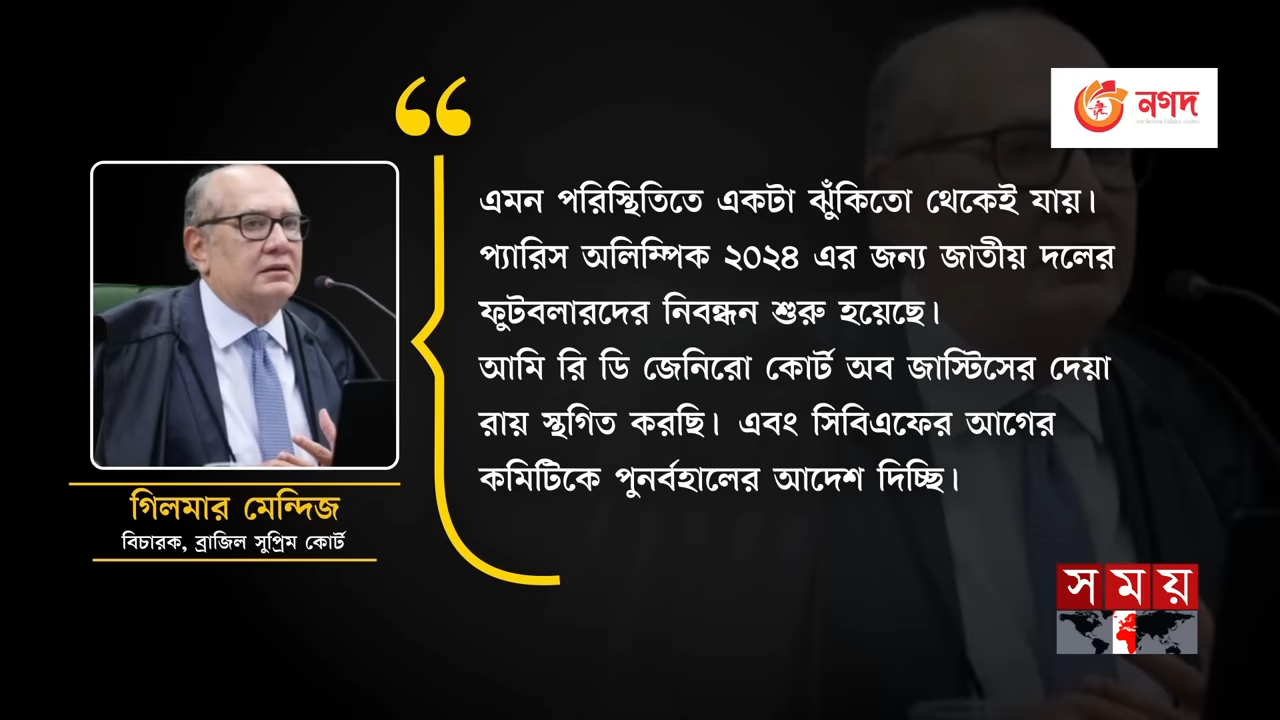 নগদ
এমন পরিস্থিতিতে একটা ঝুঁকিতো থেকেই যায়।
প্যারিস অলিম্পিক ২০২৪ এর জন্য জাতীয় দলের
ফুটবলারদের নিবন্ধন শুরু হয়েছে।
আমি রি ডি জেনিরো কোর্ট অব জাস্টিসের দেয়া
রায় স্থগিত করছি। এবং সিবিএফের আগের
কমিটিকে পুনর্বহালের আদেশ দিচ্ছি।
গিলমার মেন্দিজ
বিচারক, ব্রাজিল সুপ্রিম কোর্ট
সময়